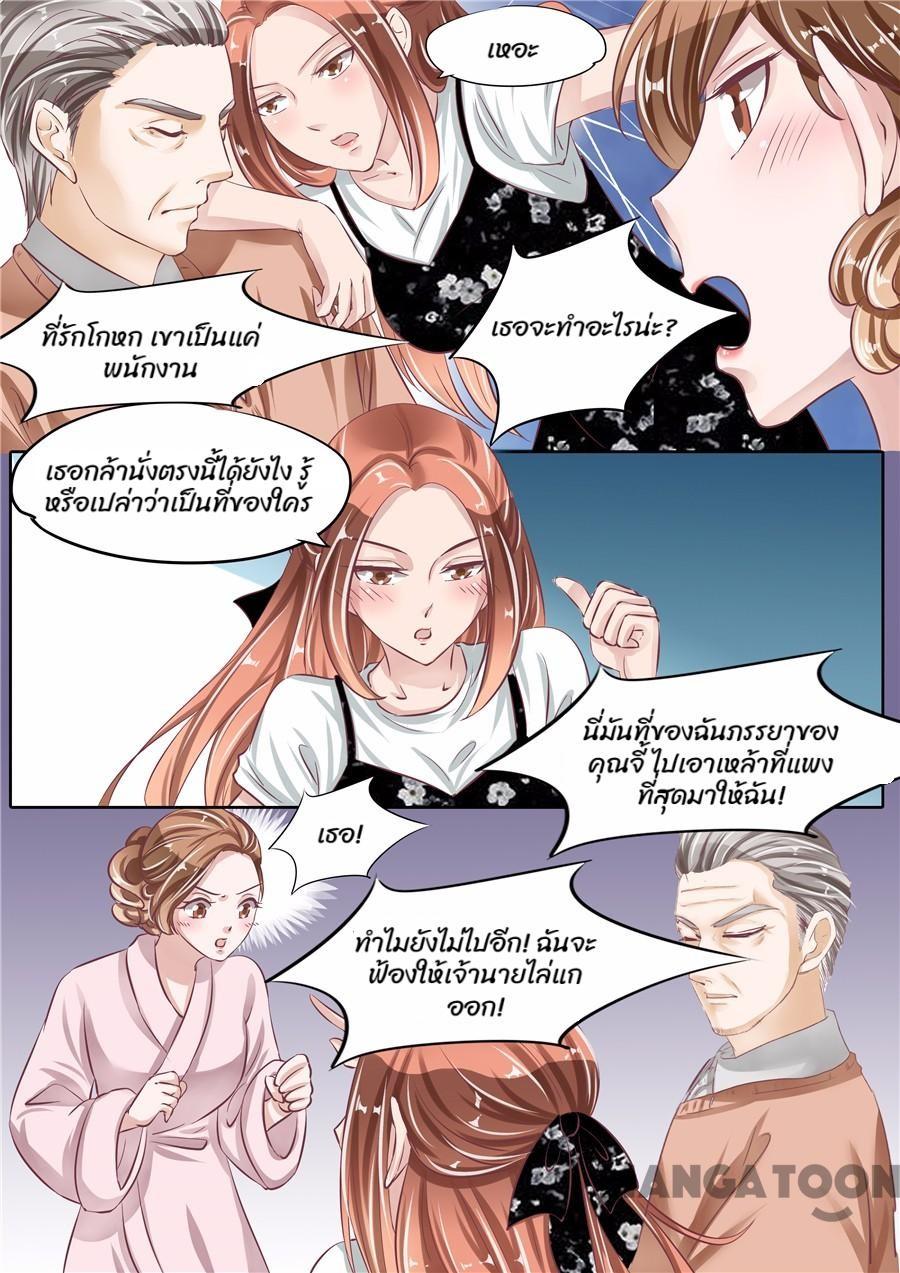 เหอะ
ที่รักโกหก เขาเป็นแค่
พนักงาน
เธอจะทำอะไรน่ะ?
เธอกล้านั่งตรงนี้ได้ยังไง รู้
หรือเปล่าว่าเป็นที่ของใคร
นี่มันที่ของฉันภรรยาของ
คุณจี้ ไปเอาเหล้าที่แพง
ที่สุดมาให้ฉัน!
เธอ!
ทำไมยังไม่ไปอีก! ฉันจะ
ฟ้องให้เจ้านายไล่แก
ออก!
MANGA TOON